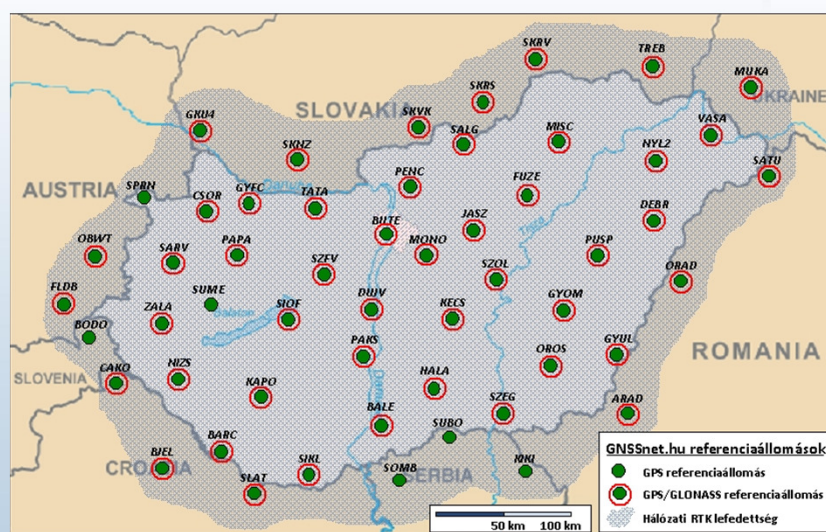 SKRV
TREB
MUKA
SKRS
SLOVAKIA
UKRAINE
GKU4
SKVK
SALG
MISC
VASA
SKNZ
NYL2
SATU
PENC
AUSTRIA
SPRN
CSOR
GYFC
TATA
FUZE
Tisza
DEBR
BUTE
MONO
JASZ
OBWT
SARV
PAPA
SZFV
PUSP
SZOL
ORAD
FLDB
SUME
ZALA
SIOF
Balaton
DUIV
KECS
GYOM
BODO
PAKS
GYUL
ROMANIA
SLOVENIA
CAKO
NIZS
KAPO
HALA
OROS
BALE
SZEG
ARAD
SUBO
BARC
CROATIA
BJEL
SLAT
SIKL
SOMB
SERBIA
KIKI
GNSSnet.hu referenciaállomások
GPS referenciaállomás
GPS/GLONASS referenciaállomás
Hálózati RTK lefedettség
50 km 100 km